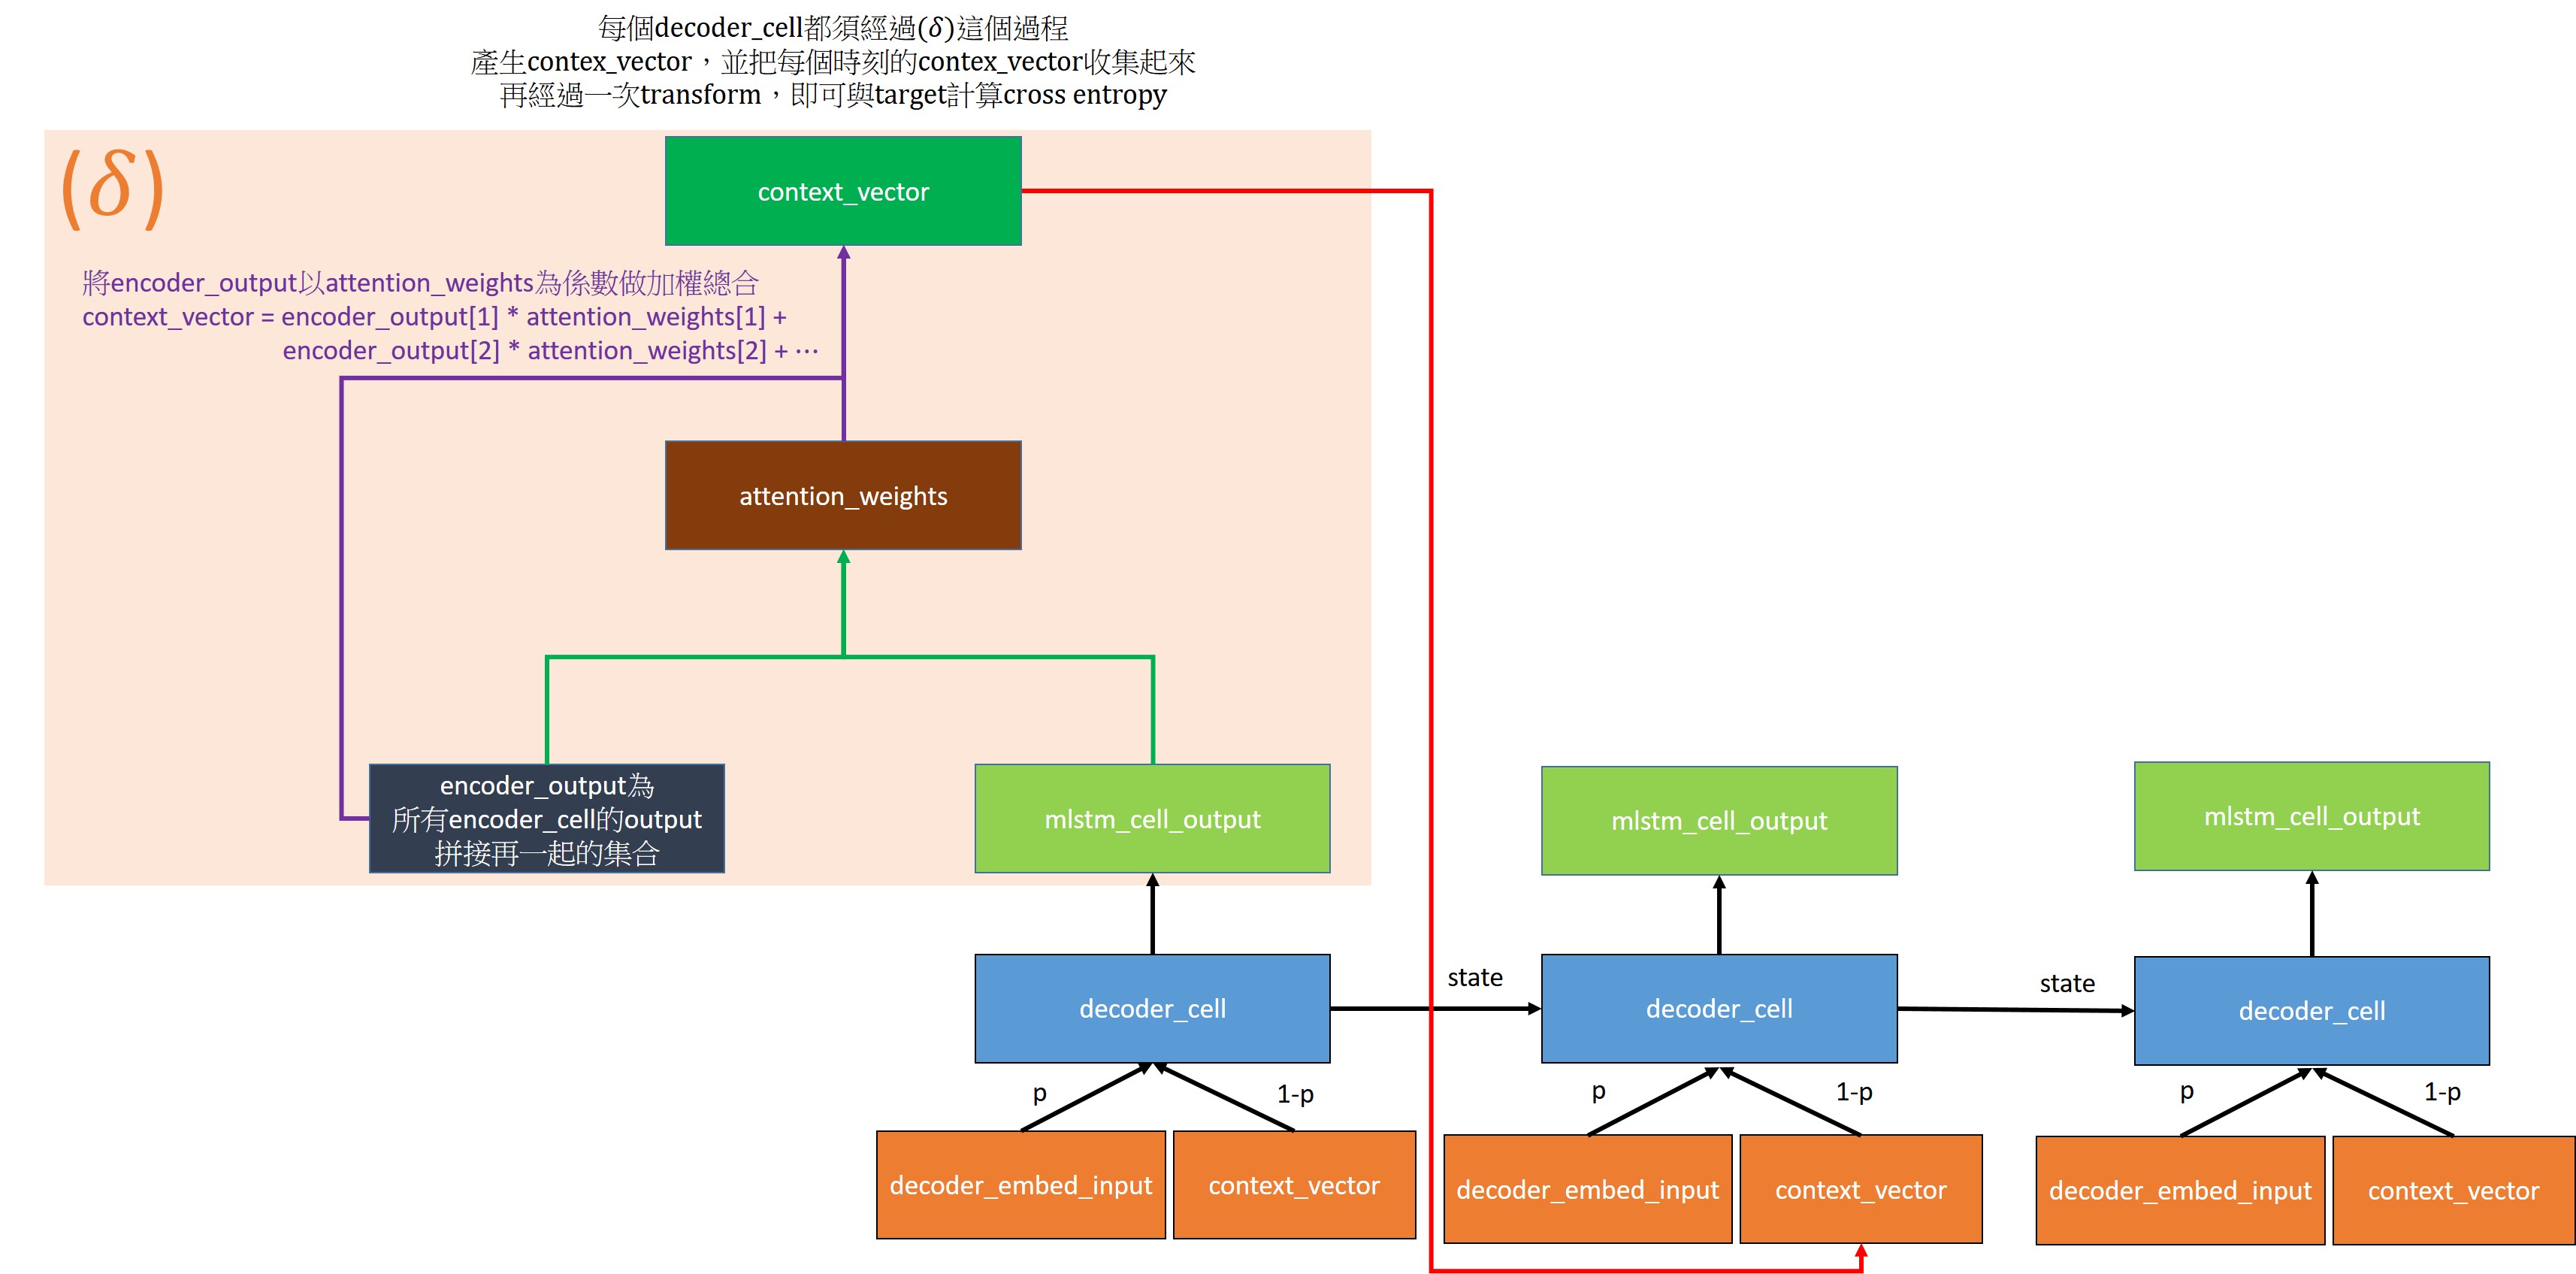 每個decoder_cell都須經過(δ)這個過程
產生contex_vector，並把每個時刻的contex_vector收集起來
再經過一次transform，即可與target計算cross entropy
(δ)
context_vector
將encoder_output以attention_weights為係數做加權總合
context_vector = encoder_output[1] * attention_weights[1] +
encoder_output[2] * attention_weights[2] + ⋯
attention_weights
encoder_output為
所有encoder_cell的output
拼接再一起的集合
mlstm_cell_output
mlstm_cell_output
mlstm_cell_output
decoder_cell
state
decoder_cell
state
decoder_cell
p
1-p
p
1-p
p
1-p
decoder_embed_input
context_vector
decoder_embed_input
context_vector
decoder_embed_input
context_vector